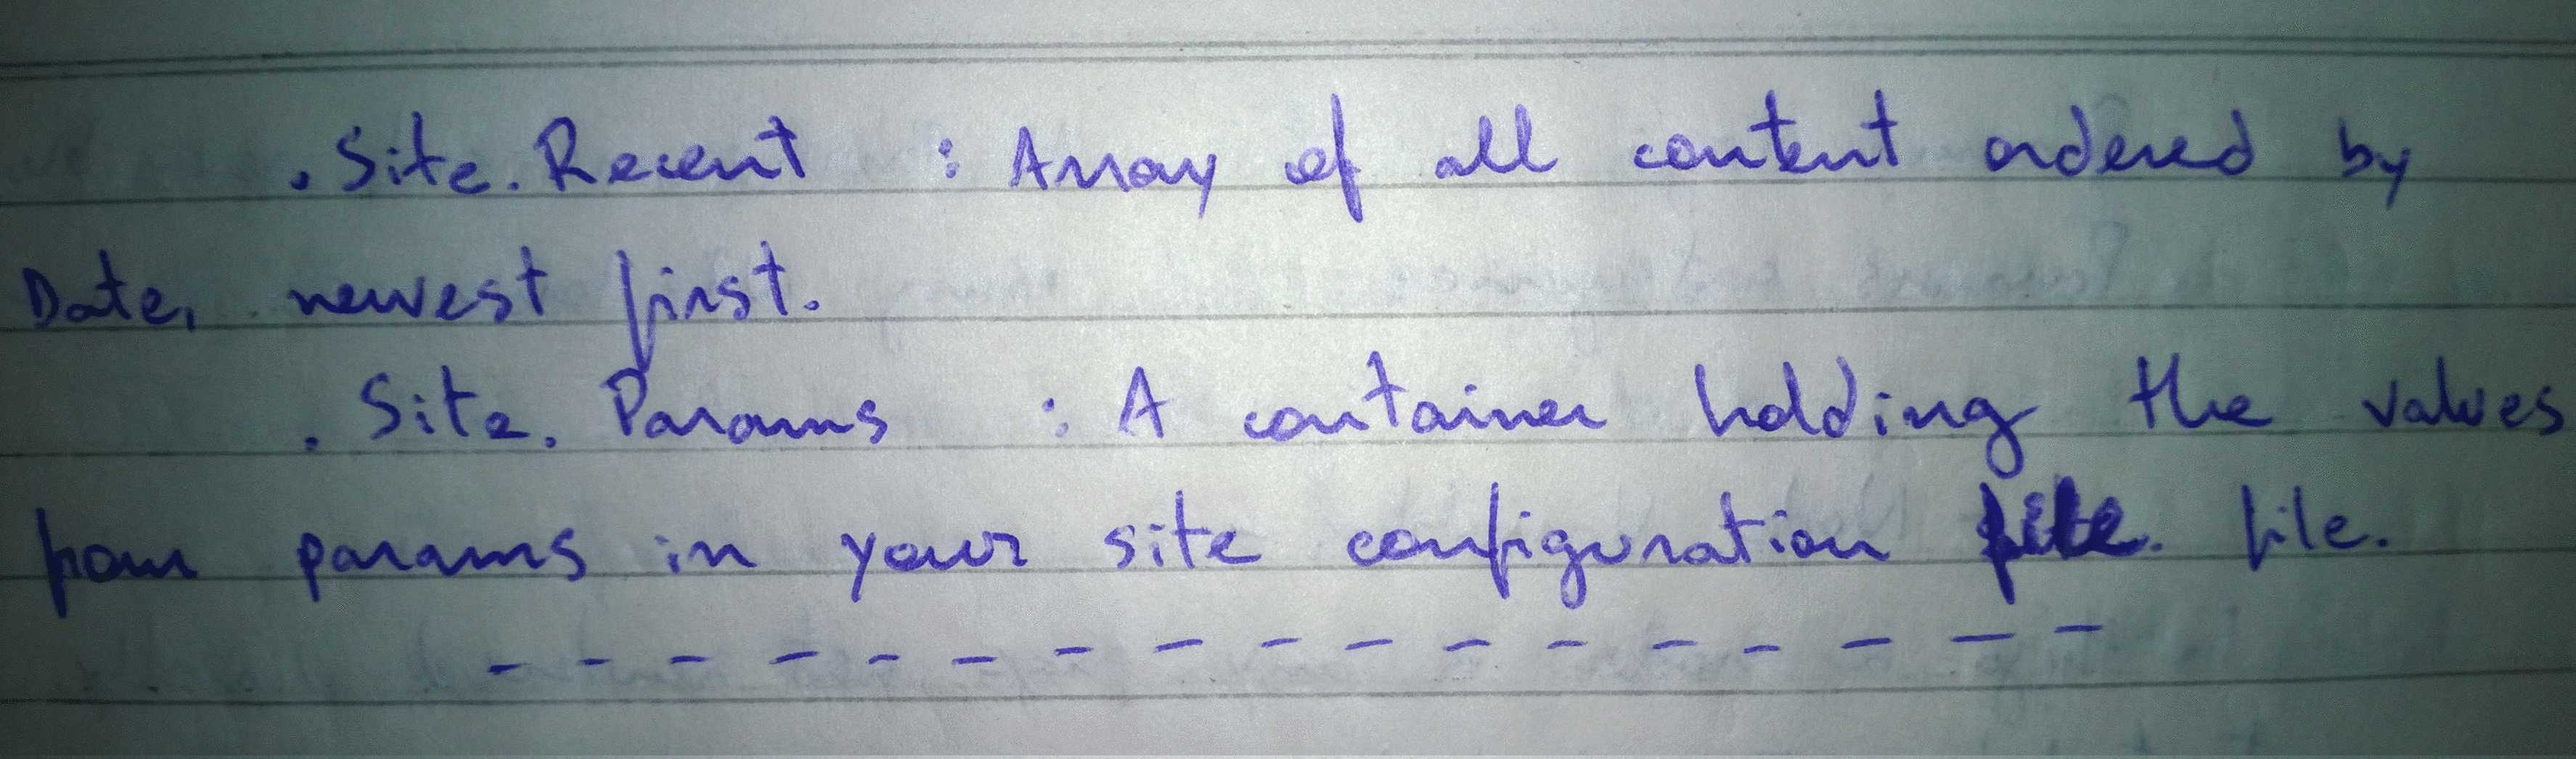 .Site.Recent : Array of all content ordered by
Date, newest first.
.Site.Params : A container holding the values
from params in your site configuration file. file.
- - - - - - - - - - - - - - - - - -